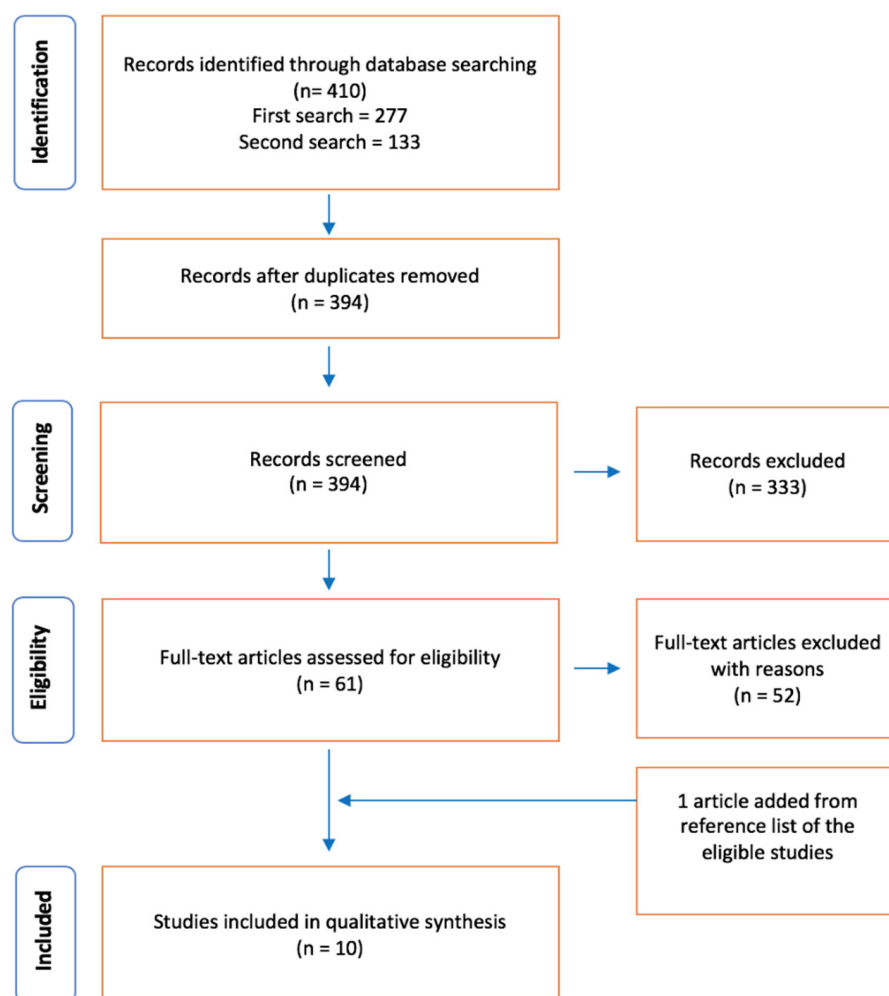 Identification
Records identified through database searching
(n= 410)
First search = 277
Second search = 133
Records after duplicates removed
(n = 394)
Screening
Records screened
(n = 394)
Records excluded
(n = 333)
Eligibility
Full-text articles assessed for eligibility
(n = 61)
Full-text articles excluded
with reasons
(n = 52)
1 article added from
reference list of the
eligible studies
Included
Studies included in qualitative synthesis
(n = 10)